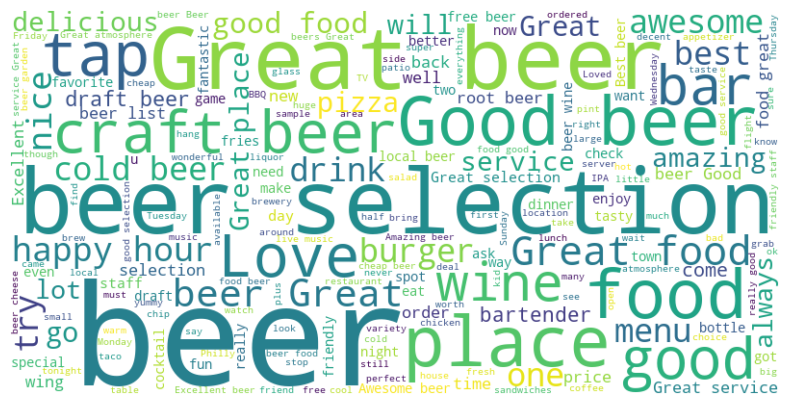 delicious
beer Beer
good food
will
free beer
ordered
Great
awesome
Friday
Great atmosphere
beers Great
fantastic
super
everything
better
now
decent
appetizer
tap
Great beer
back
side
patio
Loved
Best beer
best
Wednesday
Thursday
service Great
beer garden
favorite
cheap
glass
TV
well
two
bar
taste
food great
sure
nice
draft beer
game
BBQ
new
pizza
root beer
want
beer list
huge
sample
area
beer wine
pint
good service
flight
Excellent
craft beer
Good beer
hang
fries
Great place
local beer
food good
right
large
know
though
u
wonderful
liquor
drink
service
check
amazing
cold beer
need
Great selection
server
hot
beer Good
friendly staff
make
salad
dinner
IPA
little
beer selection
find
Tuesday
day
brewery
half bring
first
Sunday
location
tasty
enjoy
take
much
good selection
available
happy hour
brew
music
around
live music
Love
Amazing beer
burger
lunch
Great food
wait
bad
came
local
never
cheap beer
deal
ask
way
town
atmosphere
ok
even
selection
many
come
really good
grab
beer cheese
small
lot
staff
yummy
food beer
restaurant
spot
eat
kid
see
try
must
draft
beer Great
plus
wine
food
always
go
chip
variety
chicken
order
worth
bartender
menu
bottle
warm
Monday
say
watch
look
beer
cold
open
choice
special
taco
Philly
really
beer food
stop
friendly
night
still
place
one
good
got
wing
tonight
cocktail
fun
perfect
house
fresh
time
price
big
table
Excellent beer
friend
free
cool
Awesome beer
coffee
sandwiches
Great service